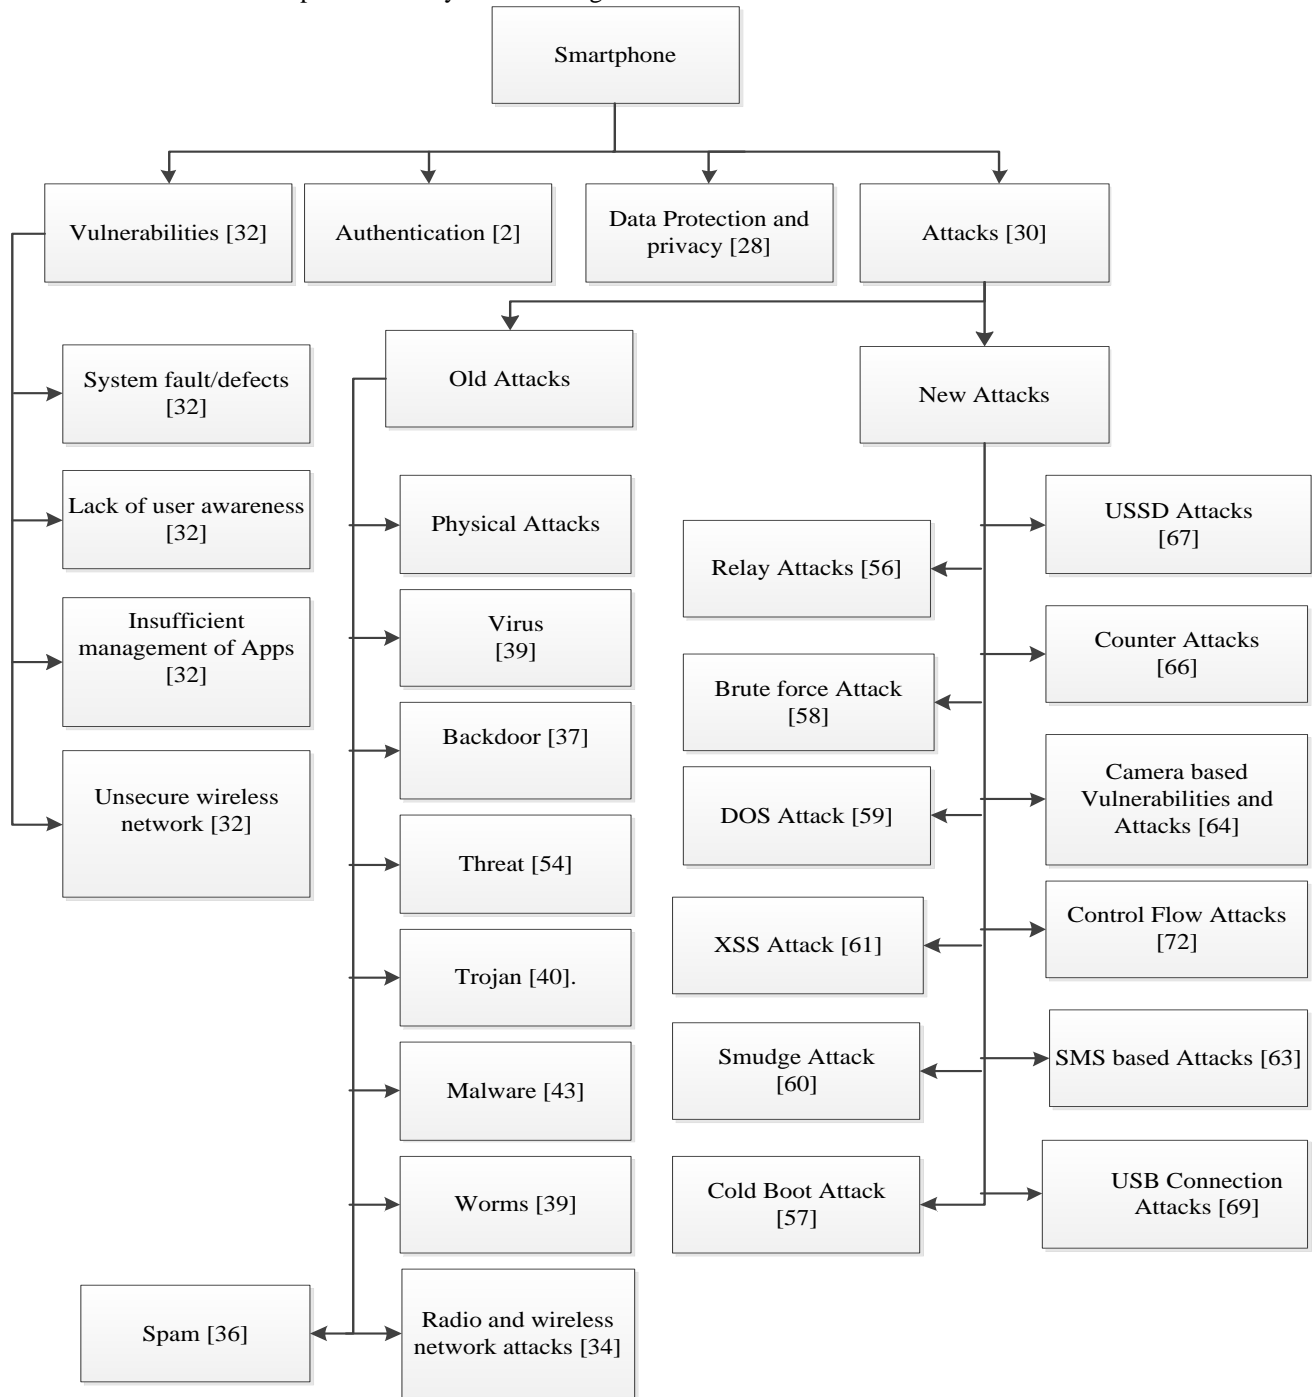 Smartphone
Vulnerabilities [32]
Authentication [2]
Data Protection and
privacy [28]
Attacks [30]
Old Attacks
New Attacks
System fault/defects
[32]
Lack of user awareness
[32]
Insufficient
management of Apps
[32]
Unsecure wireless
network [32]
Physical Attacks
Virus
[39]
Backdoor [37]
Threat [54]
Trojan [40].
Malware [43]
Worms [39]
Spam [36]
Radio and wireless
network attacks [34]
Relay Attacks [56]
Brute force Attack
[58]
DOS Attack [59]
XSS Attack [61]
Smudge Attack
[60]
Cold Boot Attack
[57]
USSD Attacks
[67]
Counter Attacks
[66]
Camera based
Vulnerabilities and
Attacks [64]
Control Flow Attacks
[72]
SMS based Attacks [63]
USB Connection
Attacks [69]